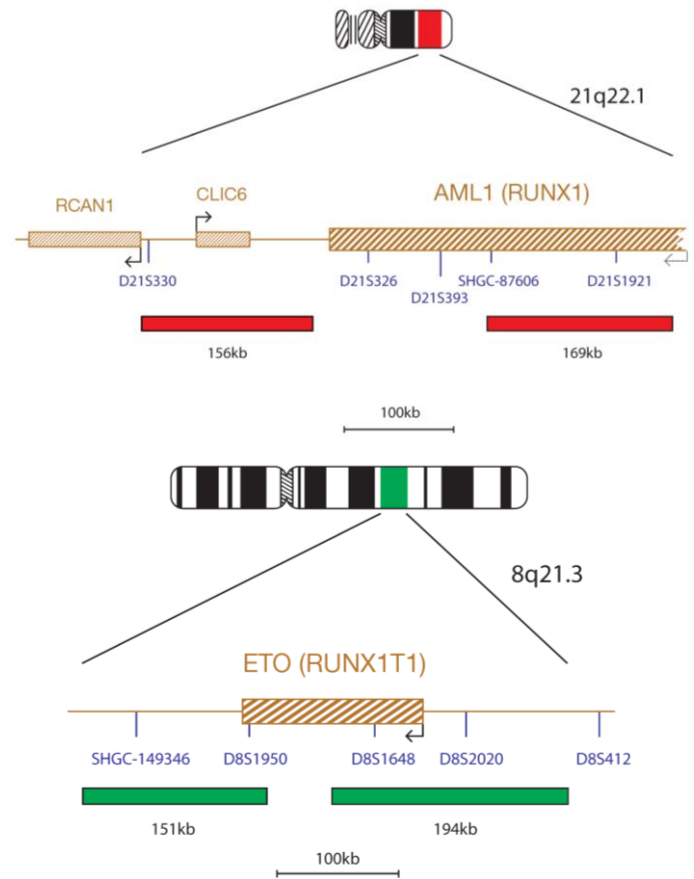 21q22.1
RCAN1
CLIC6
AML1 (RUNX1)
D21S330
D21S326
D21S393
SHGC-87606
D21S1921
156kb
169kb
100kb
8q21.3
ETO (RUNX1T1)
SHGC-149346
D8S1950
D8S1648
D8S2020
D8S412
151kb
194kb
100kb